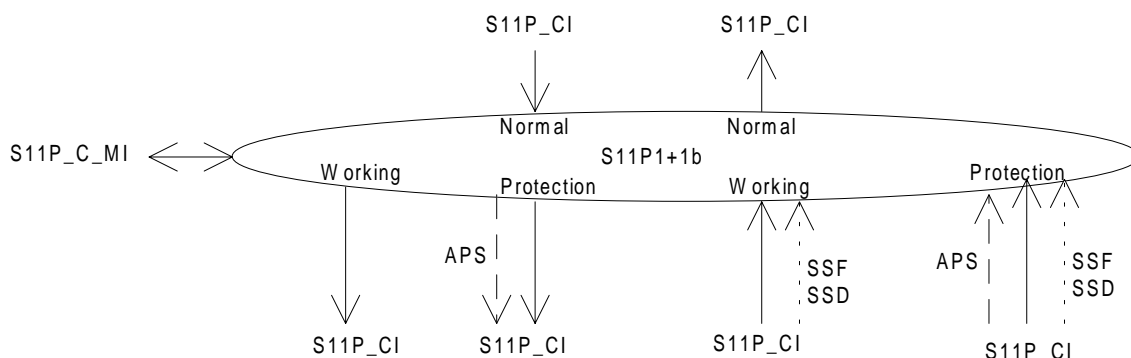 S11P_CI S11P_CI
Normal Normal
S11P_C_MI S11P1+1b
Working Protection Working Protection
APS SSF APS SSF
SSD SSD
S11P_CI S11P_CI S11P_CI S11P_CI